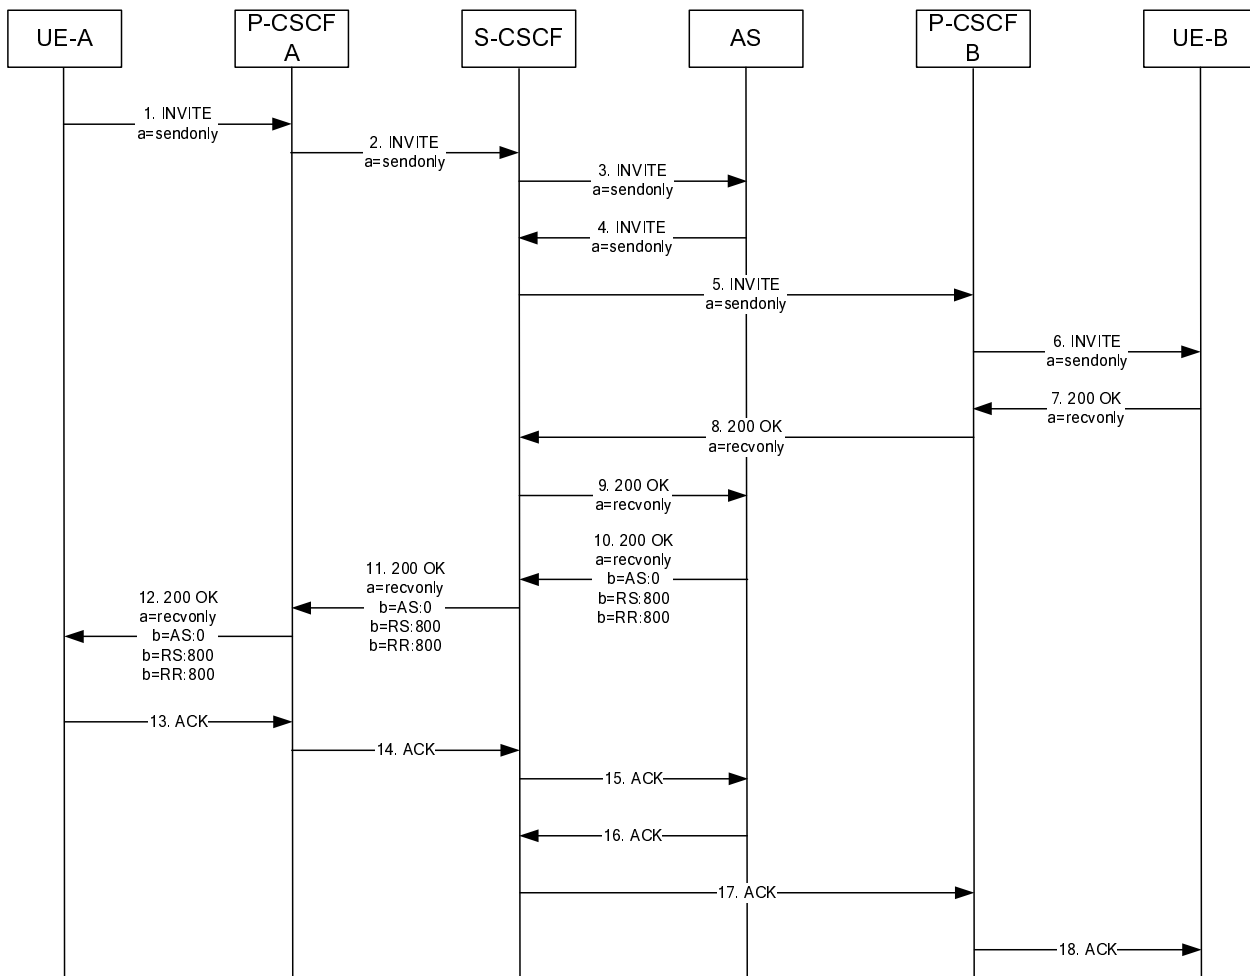 UE-A
P-CSCF
A
S-CSCF
AS
P-CSCF
B
UE-B
1. INVITE
a=sendonly
2. INVITE
a=sendonly
3. INVITE
a=sendonly
4. INVITE
a=sendonly
5. INVITE
a=sendonly
6. INVITE
a=sendonly
7. 200 OK
a=recvonly
8. 200 OK
a=recvonly
9. 200 OK
a=recvonly
10. 200 OK
a=recvonly
b=AS:0
b=RS:800
b=RR:800
11. 200 OK
a=recvonly
b=AS:0
b=RS:800
b=RR:800
12. 200 OK
a=recvonly
b=AS:0
b=RS:800
b=RR:800
13. ACK
14. ACK
15. ACK
16. ACK
17. ACK
18. ACK